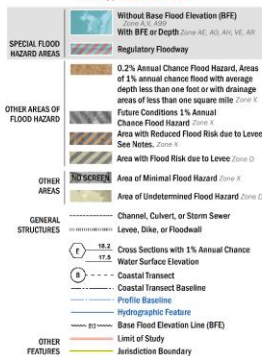 Without Base Flood Elevation (BFE)
Zone A,V, A99
With BFE or Depth Zone AE, AO, AH, VE, AR
SPECIAL FLOOD
HAZARD AREAS
Regulatory Floodway
0.2% Annual Chance Flood Hazard, Areas
of 1% annual chance flood with average
depth less than one foot or with drainage
areas of less than one square mile Zone X
Future Conditions 1% Annual
Chance Flood Hazard Zone X
OTHER AREAS OF
FLOOD HAZARD
Area with Reduced Flood Risk due to Levee
See Notes. Zone X
Area with Flood Risk due to Levee Zone D
OTHER
AREAS
NO SCREEN Area of Minimal Flood Hazard Zone X
Area of Undetermined Flood Hazard Zone D
GENERAL
STRUCTURES
Channel, Culvert, or Storm Sewer
Levee, Dike, or Floodwall
E 18.2 Cross Sections with 1% Annual Chance
17.5 Water Surface Elevation
8 Coastal Transect
Coastal Transect Baseline
Profile Baseline
Hydrographic Feature
513 Base Flood Elevation Line (BFE)
OTHER
FEATURES
Limit of Study
Jurisdiction Boundary